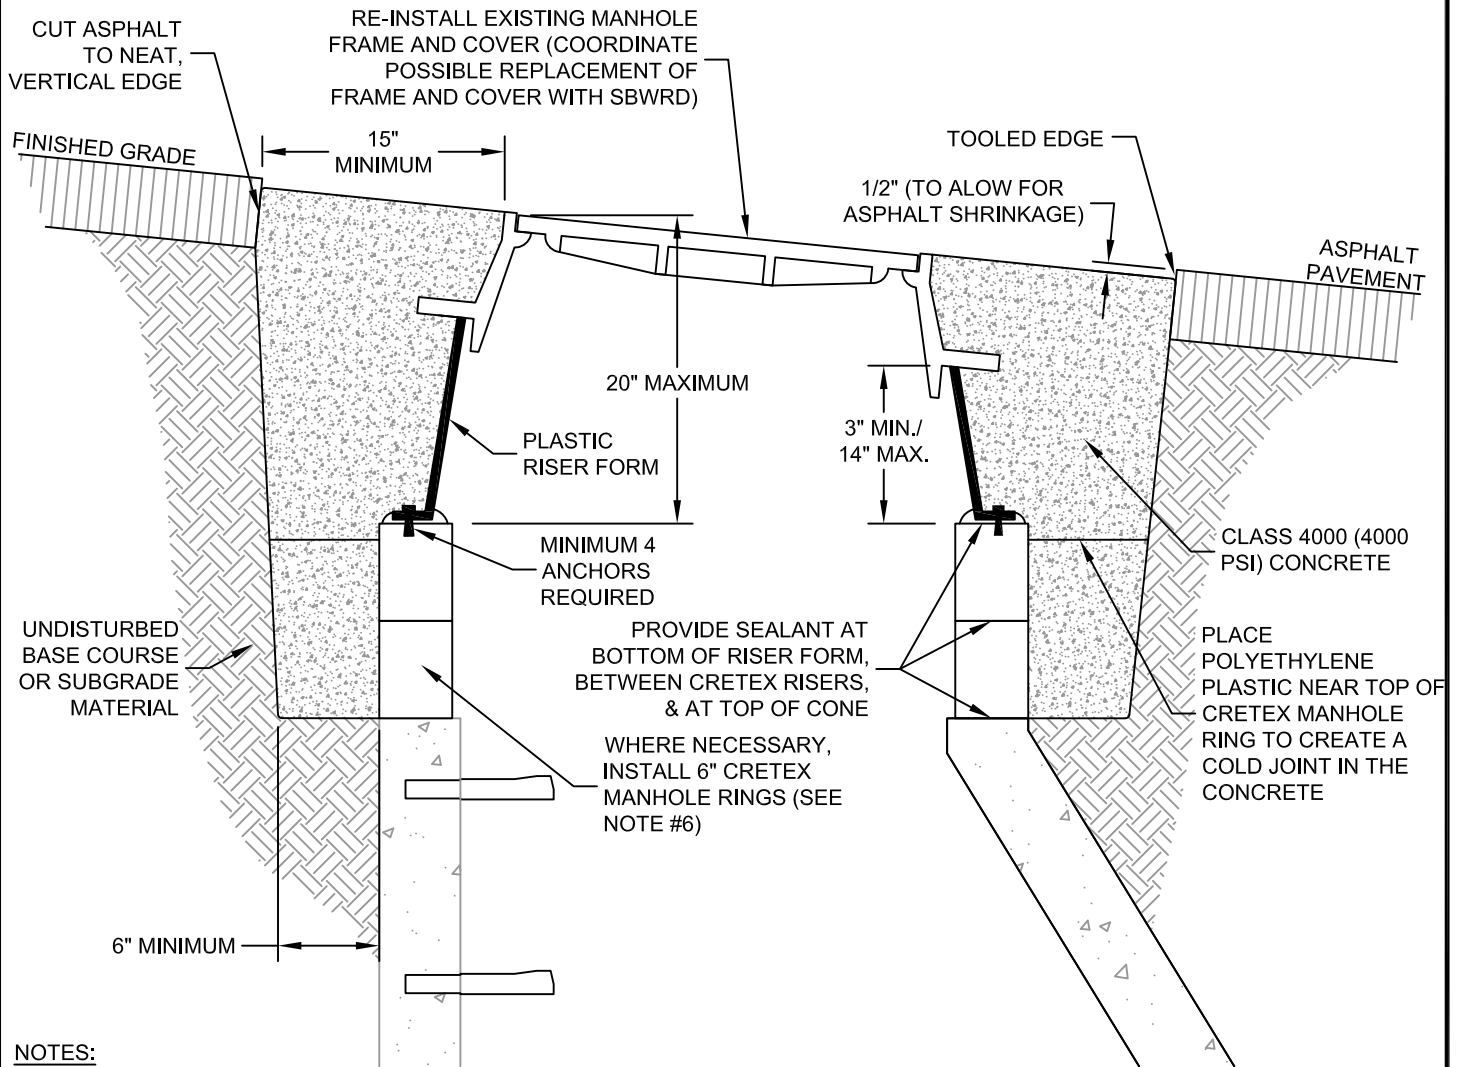 CUT ASPHALT
TO NEAT,
VERTICAL EDGE
RE-INSTALL EXISTING MANHOLE
FRAME AND COVER (COORDINATE
POSSIBLE REPLACEMENT OF
FRAME AND COVER WITH SBWRD)
FINISHED GRADE
15"
MINIMUM
TOOLED EDGE
1/2" (TO ALOW FOR
ASPHALT SHRINKAGE)
ASPHALT
PAVEMENT
20" MAXIMUM
3" MIN./
14" MAX.
PLASTIC
RISER FORM
CLASS 4000 (4000
PSI) CONCRETE
MINIMUM 4
ANCHORS
REQUIRED
UNDISTURBED
BASE COURSE
OR SUBGRADE
MATERIAL
PROVIDE SEALANT AT
BOTTOM OF RISER FORM,
BETWEEN CRETEX RISERS,
& AT TOP OF CONE
PLACE
POLYETHYLENE
PLASTIC NEAR TOP OF
CRETEX MANHOLE
RING TO CREATE A
COLD JOINT IN THE
CONCRETE
WHERE NECESSARY,
INSTALL 6" CRETEX
MANHOLE RINGS (SEE
NOTE #6)
6" MINIMUM
NOTES: